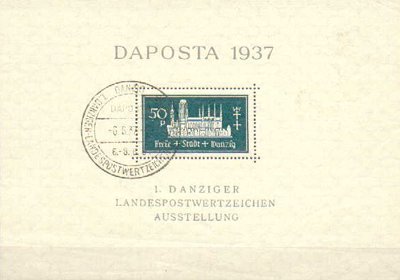 DAPOSTA 1937
50
P
Freie + Stadt + Danzig
1. DANZIGER
LANDESPOSTWERTZEICHEN
AUSSTELLUNG